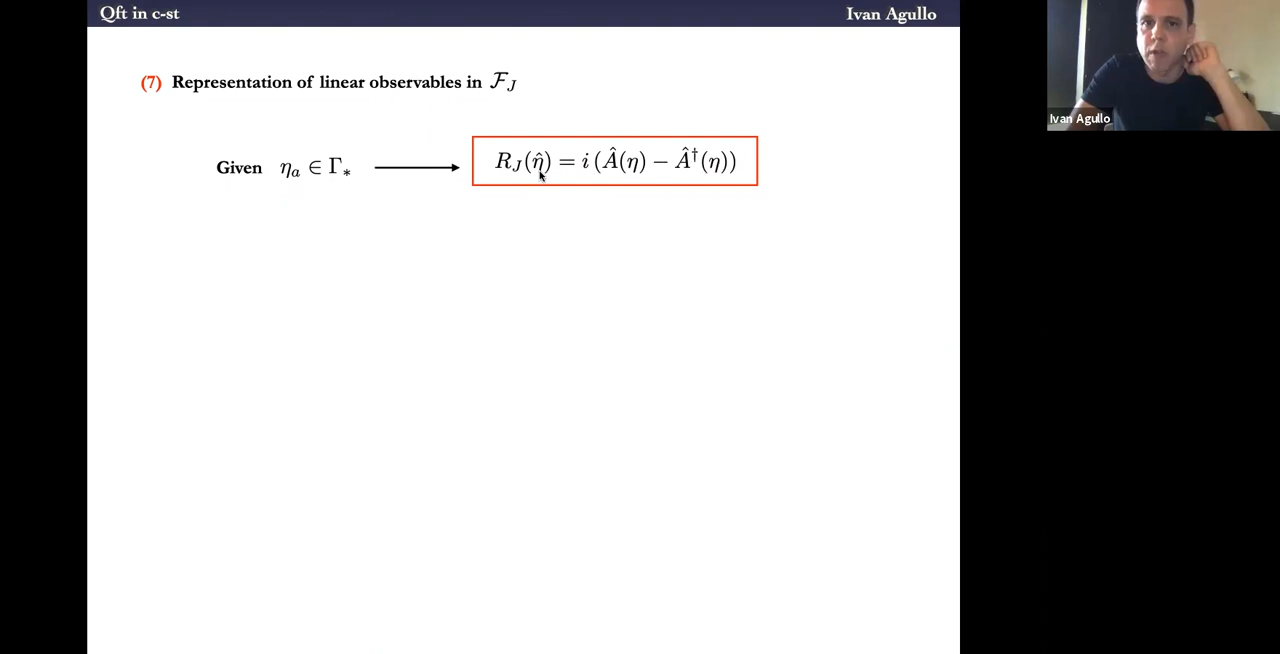 Qft in c-st
Ivan Agullo
(7) Representation of linear observables in $\mathcal{F}_J$
Given $\eta_a \in \Gamma_*$ ⟶ $R_J(\hat{\eta}) = i\,(\hat{A}(\eta) - \hat{A}^\dagger(\eta))$
Ivan Agullo